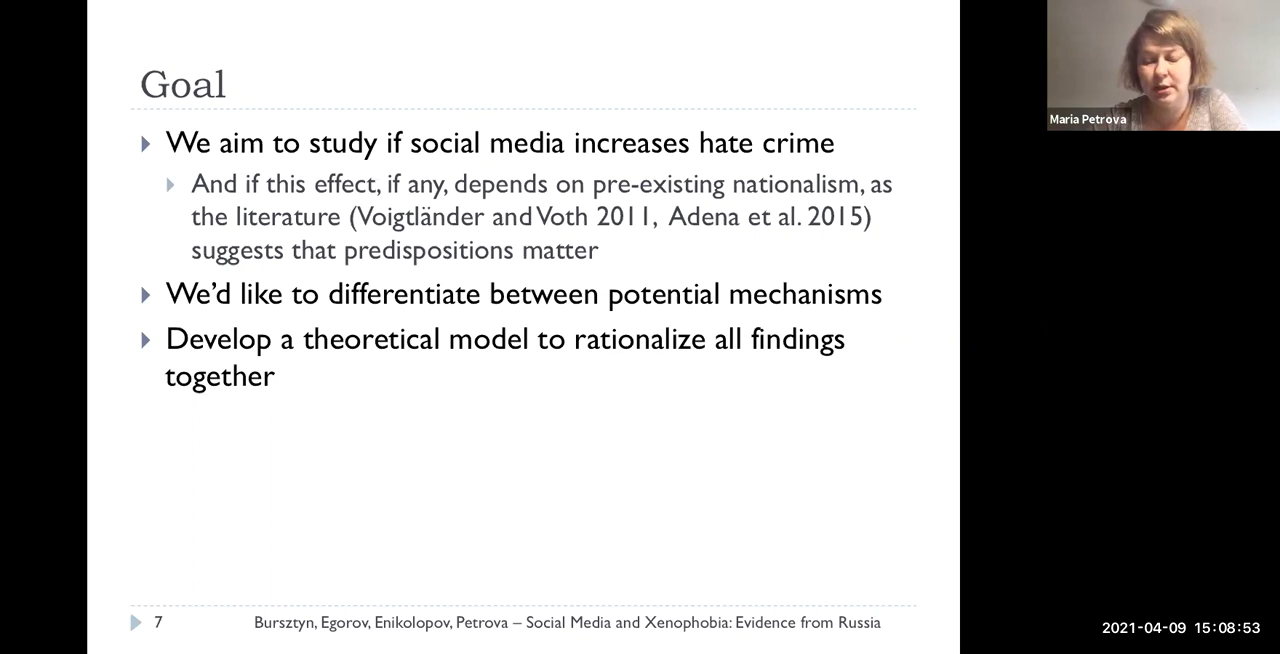 Goal
We aim to study if social media increases hate crime
And if this effect, if any, depends on pre-existing nationalism, as
the literature (Voigtländer and Voth 2011, Adena et al. 2015)
suggests that predispositions matter
We’d like to differentiate between potential mechanisms
Develop a theoretical model to rationalize all findings
together
7 Bursztyn, Egorov, Enikolopov, Petrova – Social Media and Xenophobia: Evidence from Russia
Maria Petrova
2021-04-09 15:08:53